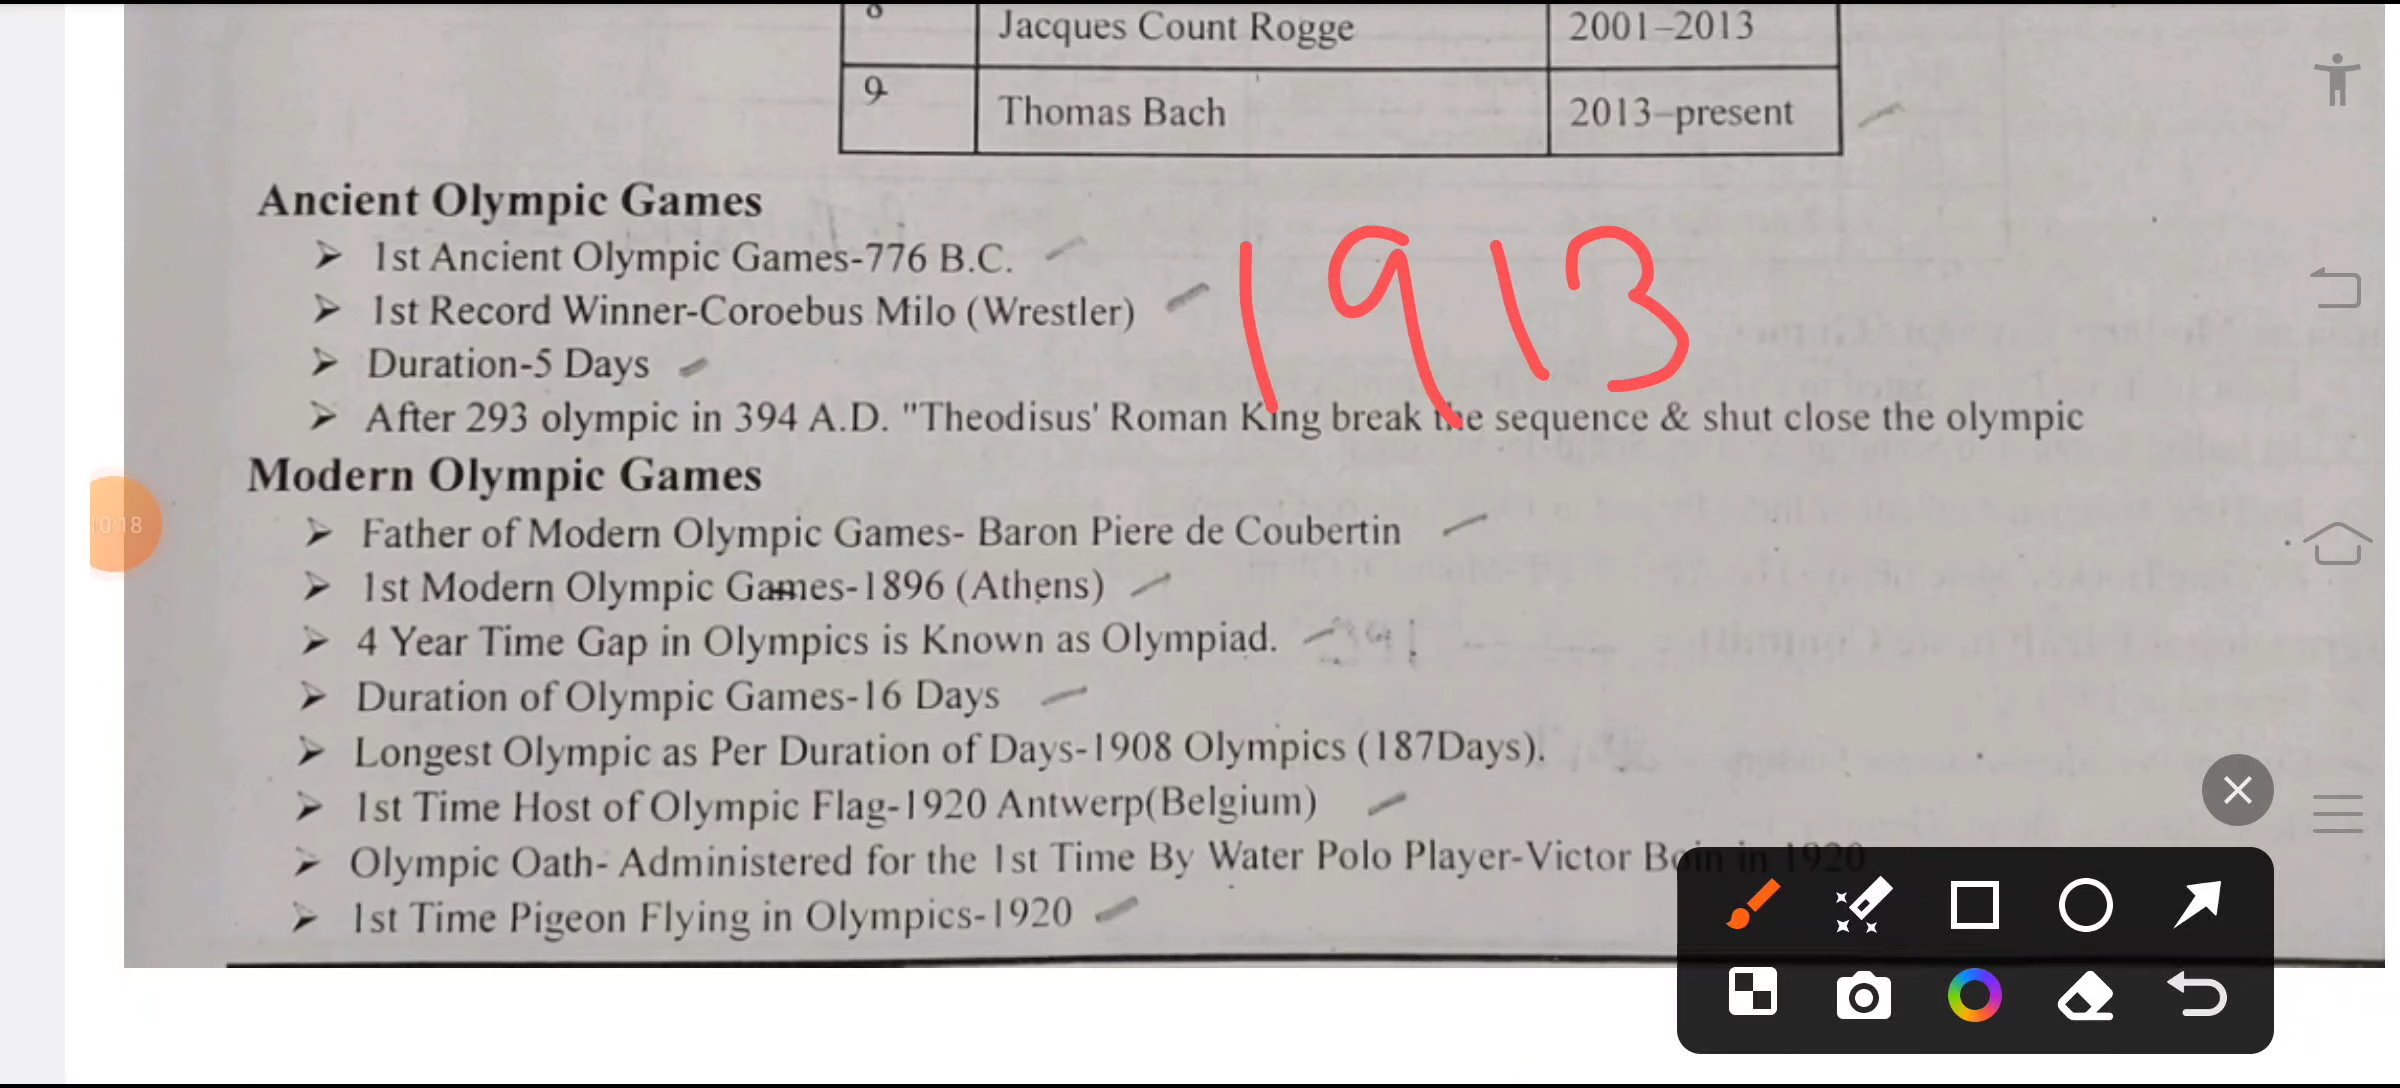 8 Jacques Count Rogge 2001–2013
9 Thomas Bach 2013–present
Ancient Olympic Games
➢ 1st Ancient Olympic Games-776 B.C.
➢ 1st Record Winner-Coroebus Milo (Wrestler)
1913
➢ Duration-5 Days
➢ After 293 olympic in 394 A.D. "Theodisus' Roman King break the sequence & shut close the olympic
Modern Olympic Games
➢ Father of Modern Olympic Games- Baron Piere de Coubertin
10:18
➢ 1st Modern Olympic Games-1896 (Athens)
➢ 4 Year Time Gap in Olympics is Known as Olympiad.
➢ Duration of Olympic Games-16 Days
➢ Longest Olympic as Per Duration of Days-1908 Olympics (187Days).
➢ 1st Time Host of Olympic Flag-1920 Antwerp(Belgium)
➢ Olympic Oath- Administered for the 1st Time By Water Polo Player-Victor Boin in 1920
➢ 1st Time Pigeon Flying in Olympics-1920